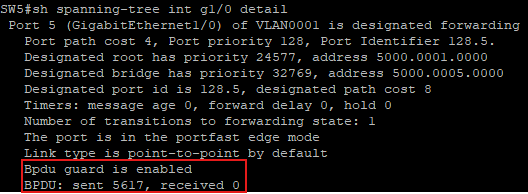 SW5#sh spanning-tree int g1/0 detail
Port 5 (GigabitEthernet1/0) of VLAN0001 is designated forwarding
Port path cost 4, Port priority 128, Port Identifier 128.5.
Designated root has priority 24577, address 5000.0001.0000
Designated bridge has priority 32769, address 5000.0005.0000
Designated port id is 128.5, designated path cost 8
Timers: message age 0, forward delay 0, hold 0
Number of transitions to forwarding state: 1
The port is in the portfast edge mode
Link type is point-to-point by default
Bpdu guard is enabled
BPDU: sent 5617, received 0